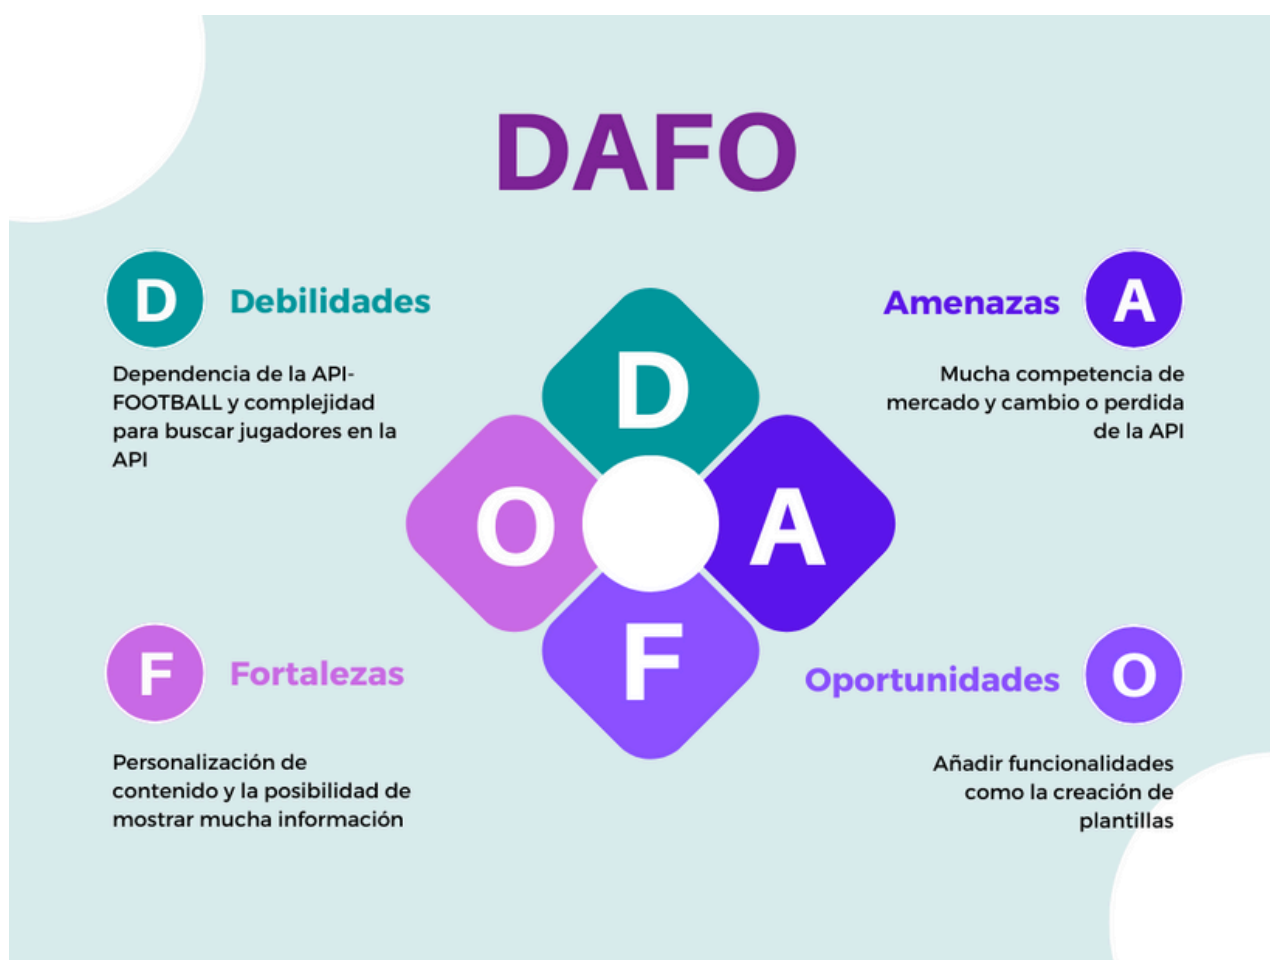 DAFO
D
Debilidades
Dependencia de la API-
FOOTBALL y complejidad
para buscar jugadores en la
API
Amenazas
A
Mucha competencia de
mercado y cambio o perdida
de la API
D
O
A
F
F
Fortalezas
Personalización de
contenido y la posibilidad de
mostrar mucha información
Oportunidades
O
Añadir funcionalidades
como la creación de
plantillas